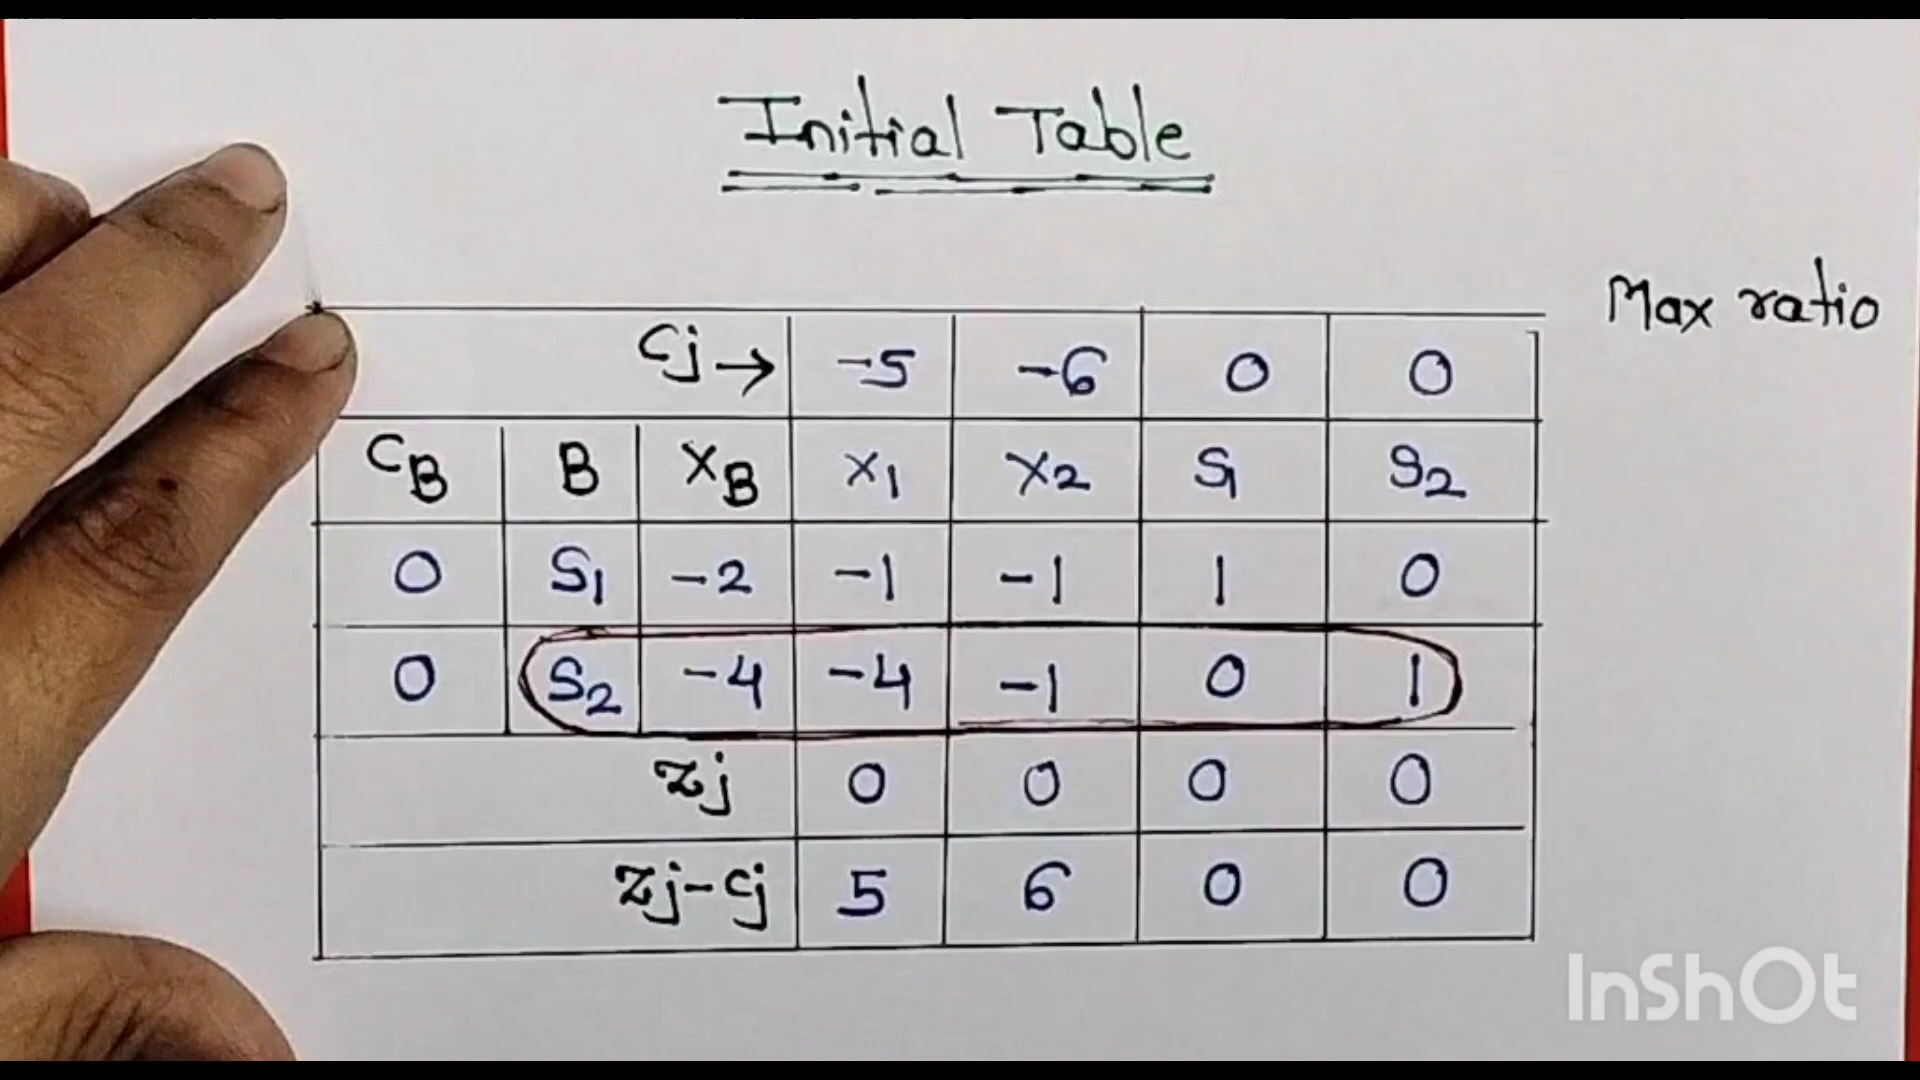 Initial Table
Max ratio
Cj → -5 -6 0 0
CB B XB X1 X2 S1 S2
0 S1 -2 -1 -1 1 0
0 S2 -4 -4 -1 0 1
Zj 0 0 0 0
Zj-Cj 5 6 0 0
InShOt